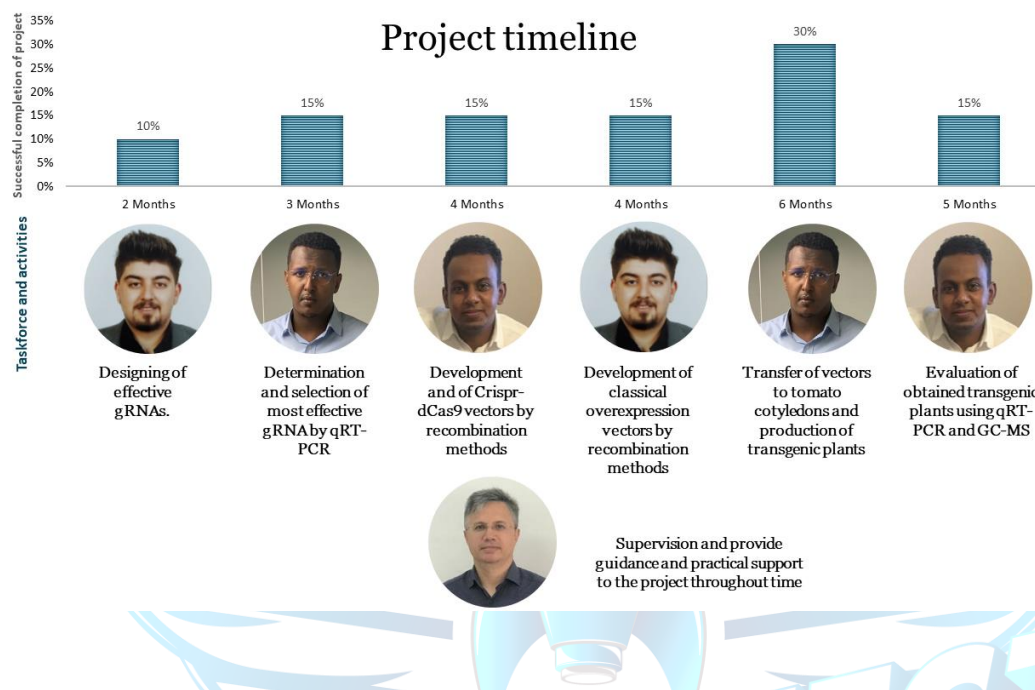 Project timeline
Successful completion of project
35%
30%
25%
20%
15%
10%
5%
0%
10%
15%
15%
15%
30%
15%
2 Months
3 Months
4 Months
4 Months
6 Months
5 Months
Taskforce and activities
Designing of
effective
gRNAs.
Determination
and selection of
most effective
gRNA by qRT-
PCR
Development
and of Crispr-
dCas9 vectors by
recombination
methods
Development of
classical
overexpression
vectors by
recombination
methods
Transfer of vectors
to tomato
cotyledons and
production of
transgenic plants
Evaluation of
obtained transgenic
plants using qRT-
PCR and GC-MS
Supervision and provide
guidance and practical support
to the project throughout time